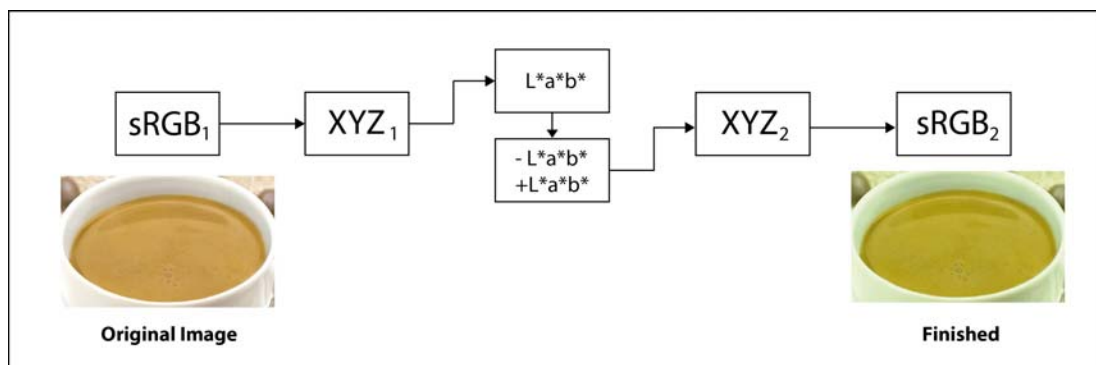 sRGB₁
XYZ₁
L*a*b*
- L*a*b*
+L*a*b*
XYZ₂
sRGB₂
Original Image
Finished